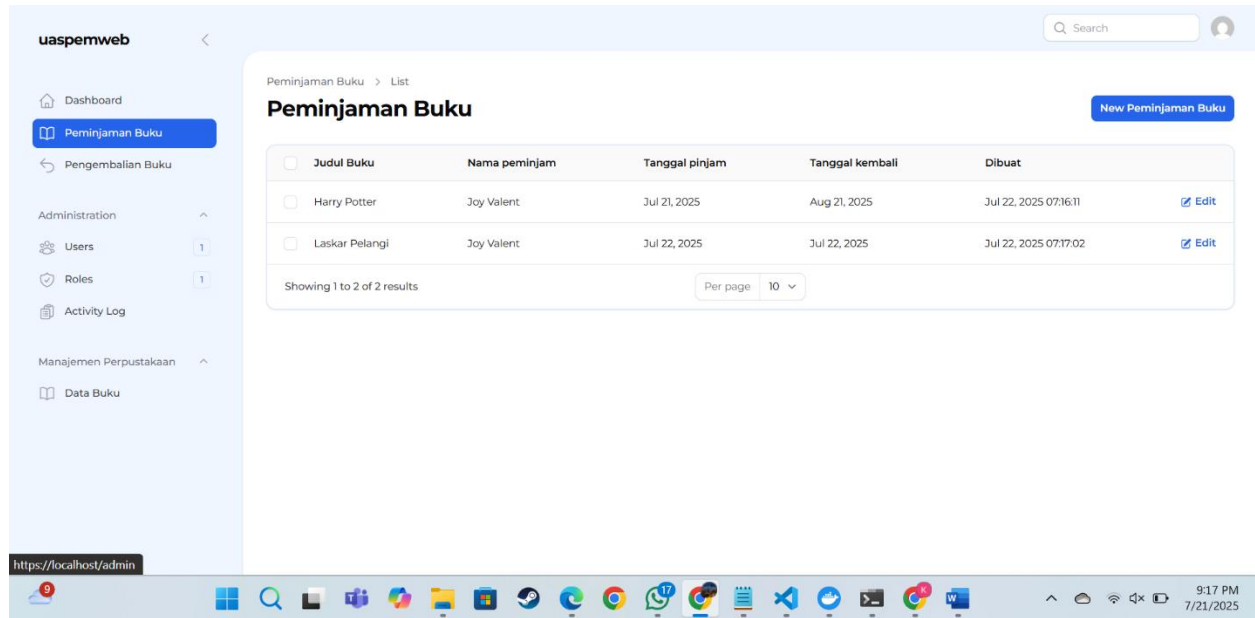 uaspemweb
Search
Dashboard
Peminjaman Buku
Pengembalian Buku
Administration
Users 1
Roles 1
Activity Log
Manajemen Perpustakaan
Data Buku
Peminjaman Buku > List
Peminjaman Buku
New Peminjaman Buku
Judul Buku Nama peminjam Tanggal pinjam Tanggal kembali Dibuat
Harry Potter Joy Valent Jul 21, 2025 Aug 21, 2025 Jul 22, 2025 07:16:11 Edit
Laskar Pelangi Joy Valent Jul 22, 2025 Jul 22, 2025 Jul 22, 2025 07:17:02 Edit
Showing 1 to 2 of 2 results Per page 10
https://localhost/admin
9
17
K
W
9:17 PM
7/21/2025